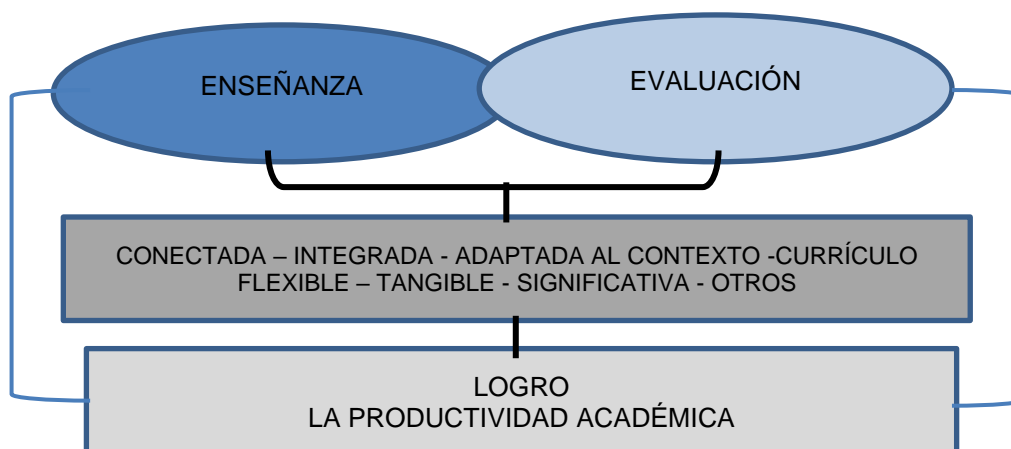 ENSEÑANZA
EVALUACIÓN
CONECTADA – INTEGRADA - ADAPTADA AL CONTEXTO -CURRÍCULO
FLEXIBLE – TANGIBLE - SIGNIFICATIVA - OTROS
LOGRO
LA PRODUCTIVIDAD ACADÉMICA